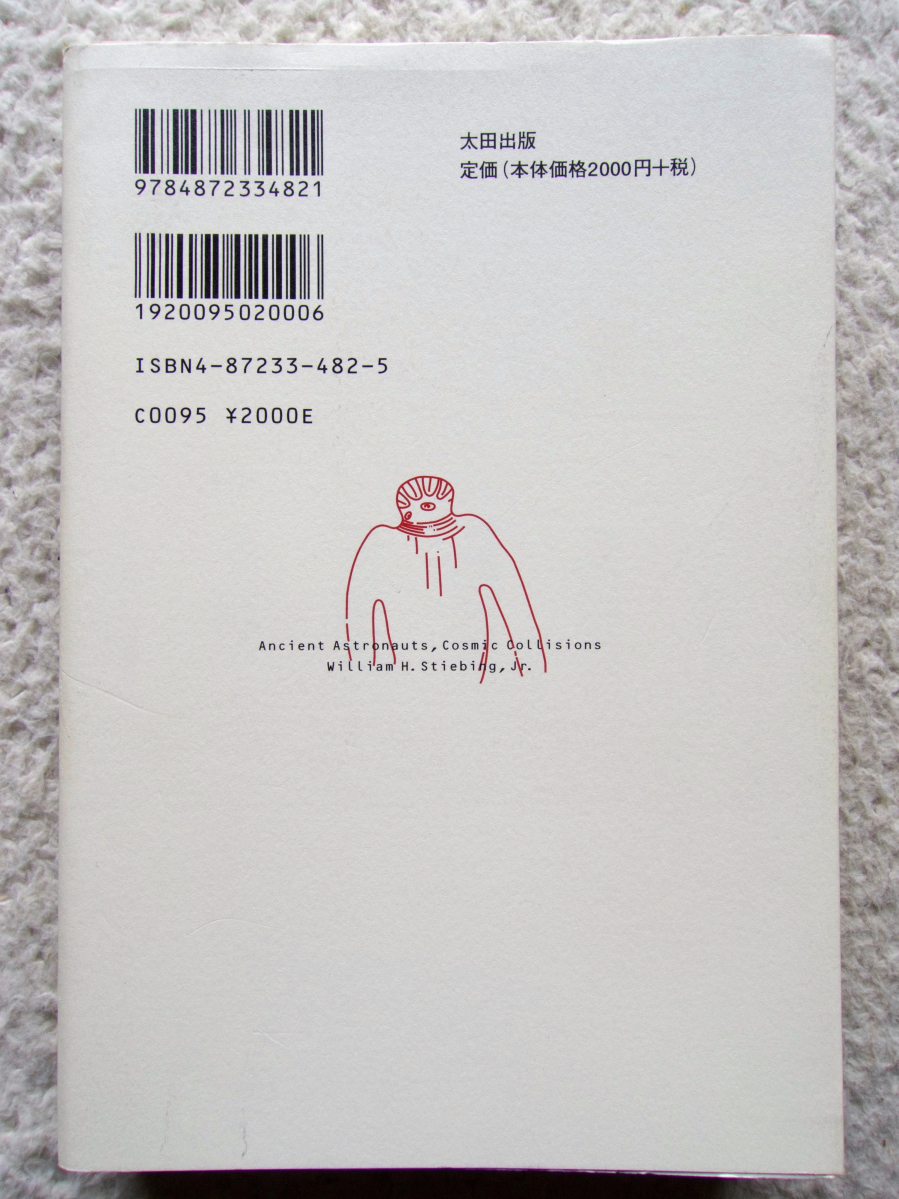 9784872334821
太田出版
定価(本体価格2000円+税)
1920095020006
ISBN4-87233-482-5
C0095 ¥2000E
Ancient Astronauts, Cosmic Collisions
William H. Stiebing, Jr.